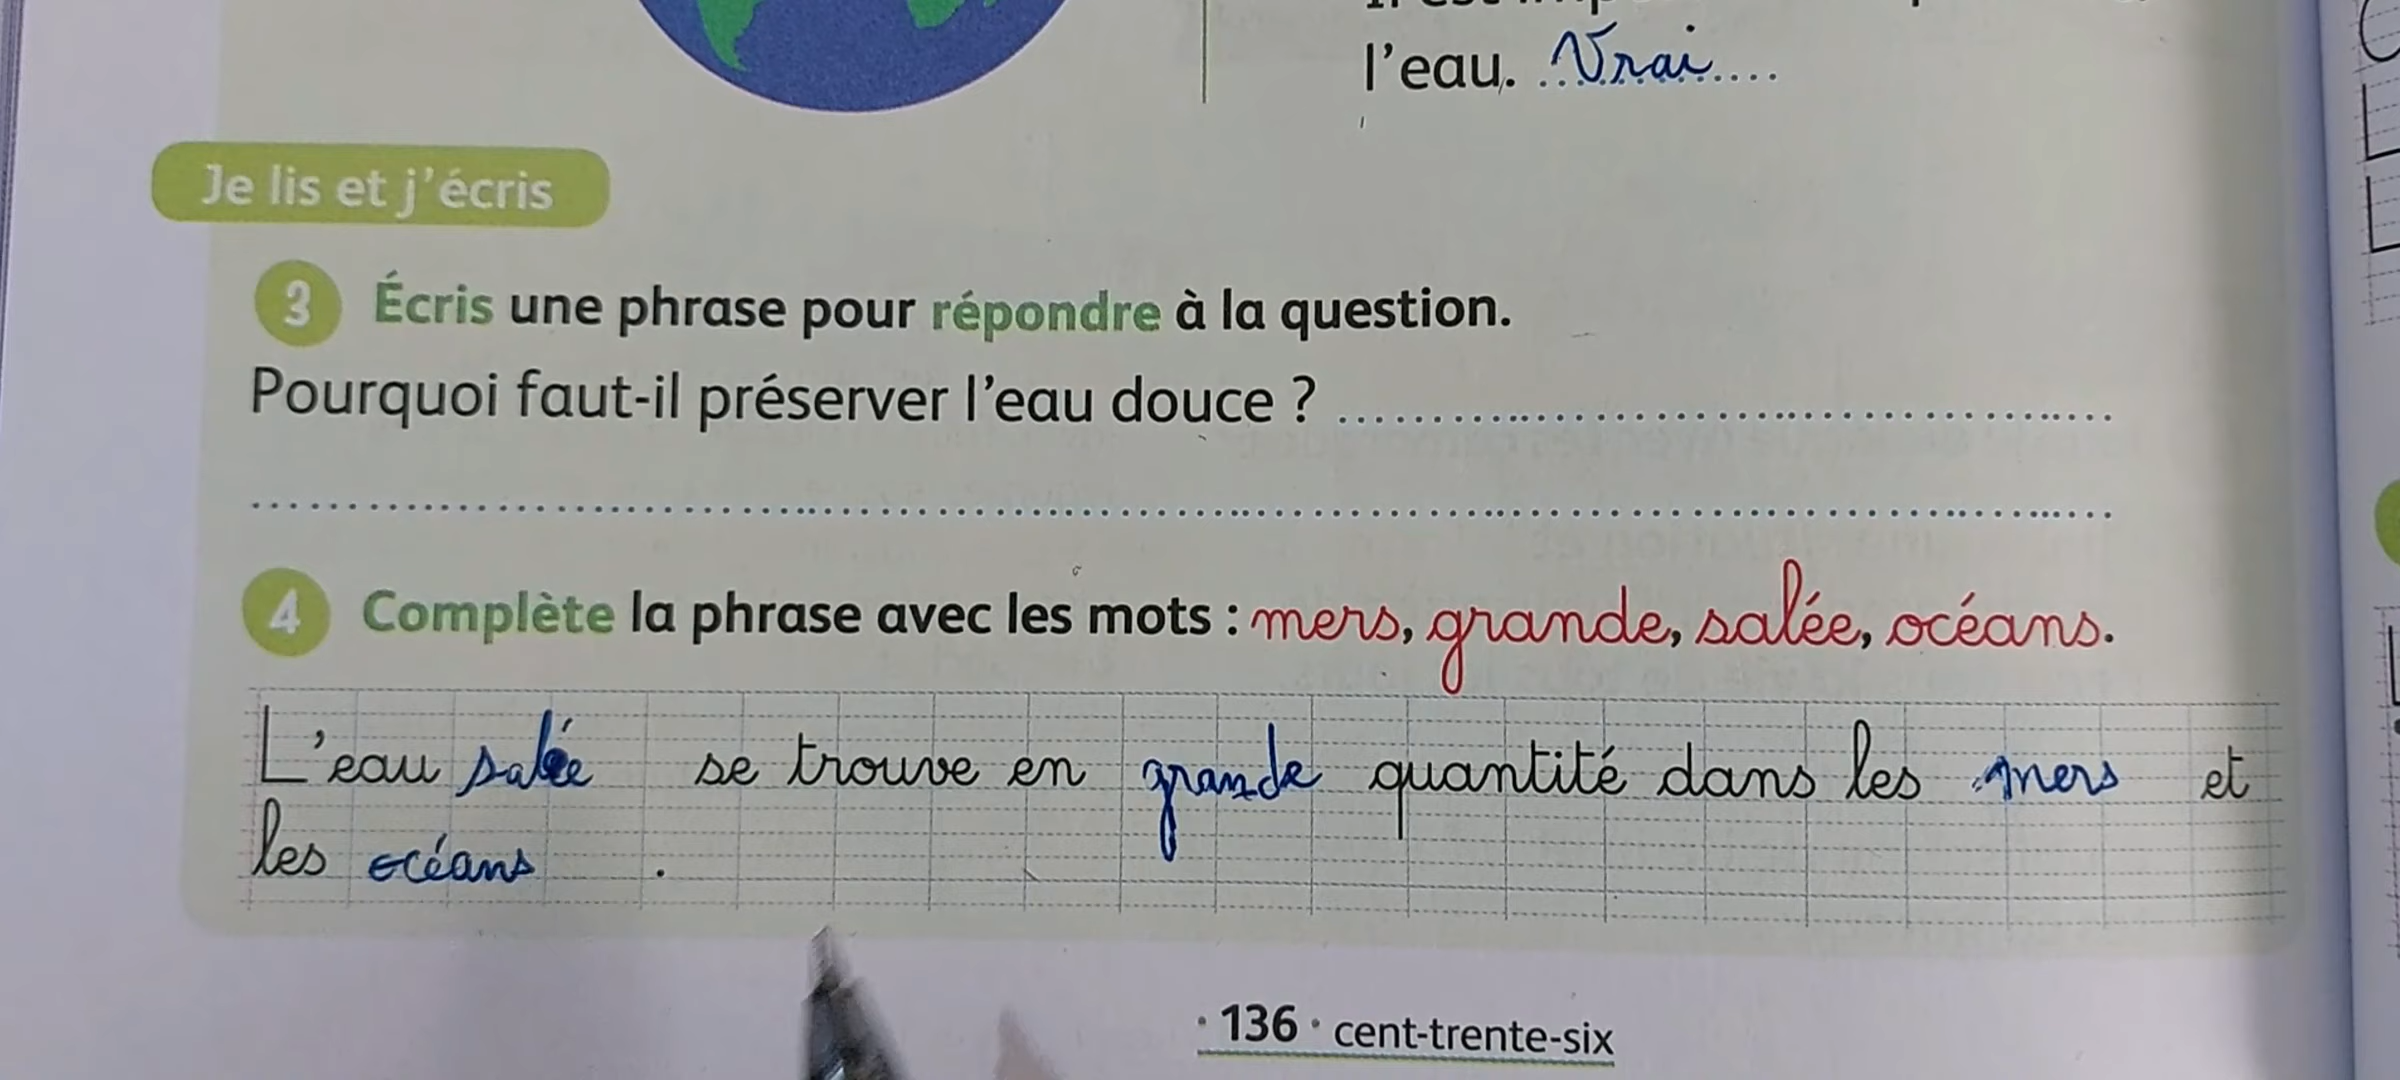 l'eau. Vrai
Je lis et j'écris
3 Écris une phrase pour répondre à la question.
Pourquoi faut-il préserver l'eau douce ?
4 Complète la phrase avec les mots : mers, grande, salée, océans.
L'eau salée se trouve en grande quantité dans les mers et
les océans .
· 136 · cent-trente-six